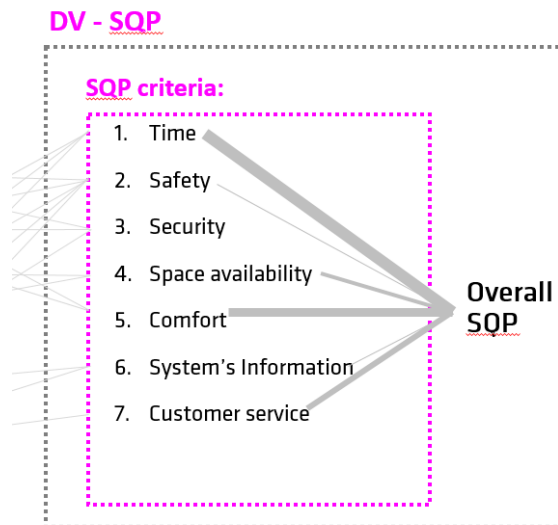 DV - SQP
SQP criteria:
1. Time
2. Safety
3. Security
4. Space availability
5. Comfort
6. System's Information
7. Customer service
Overall
SQP